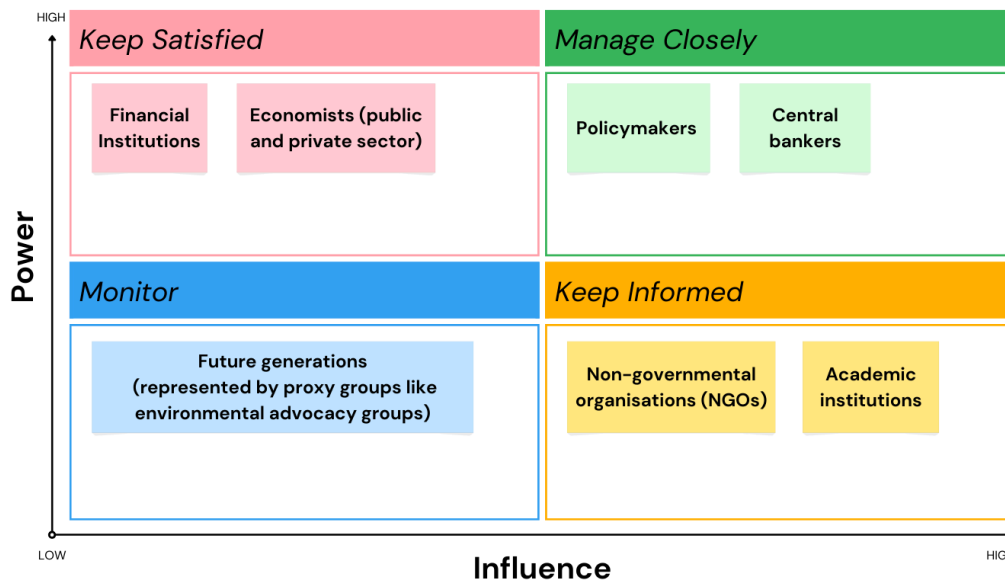 HIGH
Keep Satisfied
Manage Closely
Financial
Institutions
Economists (public
and private sector)
Policymakers
Central
bankers
Power
Monitor
Keep Informed
Future generations
(represented by proxy groups like
environmental advocacy groups)
Non-governmental
organisations (NGOs)
Academic
institutions
LOW
Influence
HIG